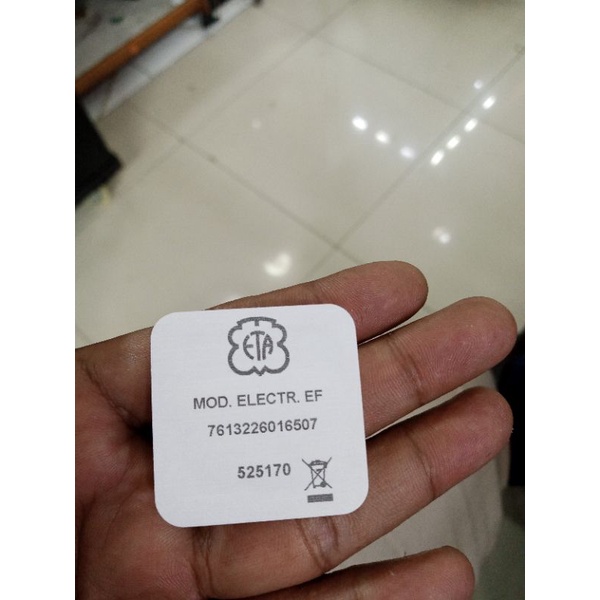 ETA
MOD. ELECTR. EF
7613226016507
525170